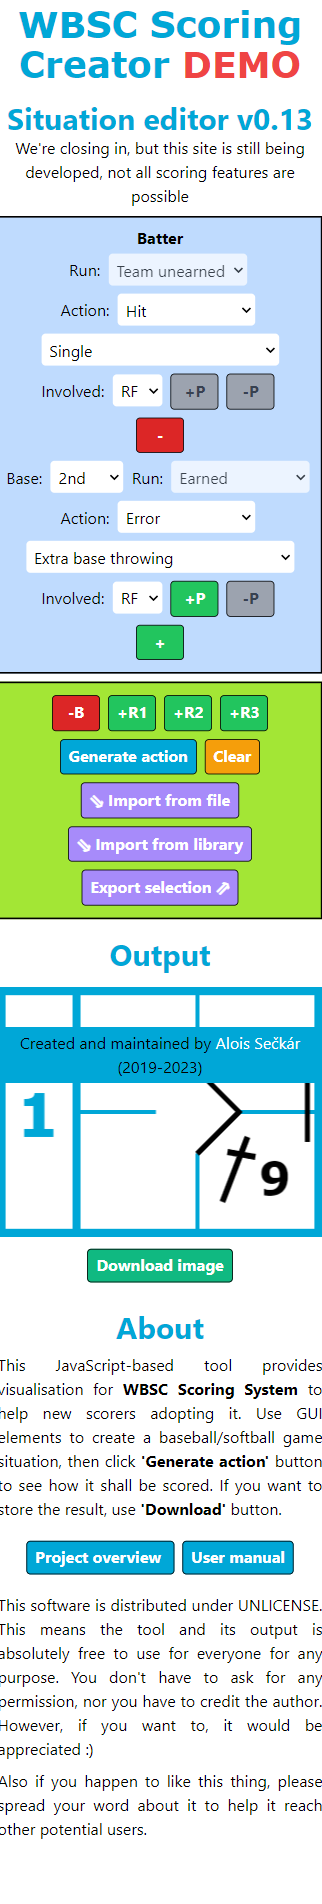 WBSC Scoring
Creator DEMO
Situation editor v0.13
We're closing in, but this site is still being
developed, not all scoring features are
possible
Batter
Run: Team unearned
Action: Hit
Single
Involved: RF +P -P
-
Base: 2nd Run: Earned
Action: Error
Extra base throwing
Involved: RF +P -P
+
-B +R1 +R2 +R3
Generate action Clear
Import from file
Import from library
Export selection
Output
Created and maintained by Alois Sečkár
(2019-2023)
1
9
Download image
About
This JavaScript-based tool provides
visualisation for WBSC Scoring System to
help new scorers adopting it. Use GUI
elements to create a baseball/softball game
situation, then click 'Generate action' button
to see how it shall be scored. If you want to
store the result, use 'Download' button.
Project overview User manual
This software is distributed under UNLICENSE.
This means the tool and its output is
absolutely free to use for everyone for any
purpose. You don't have to ask for any
permission, nor you have to credit the author.
However, if you want to, it would be
appreciated :)
Also if you happen to like this thing, please
spread your word about it to help it reach
other potential users.